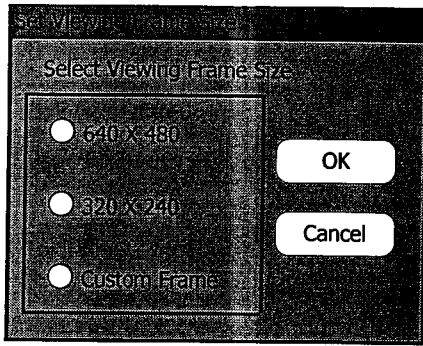 Set Viewing Frame Size
Select Viewing Frame Size
640 X 480
320 X 240
Custom Frame
OK
Cancel